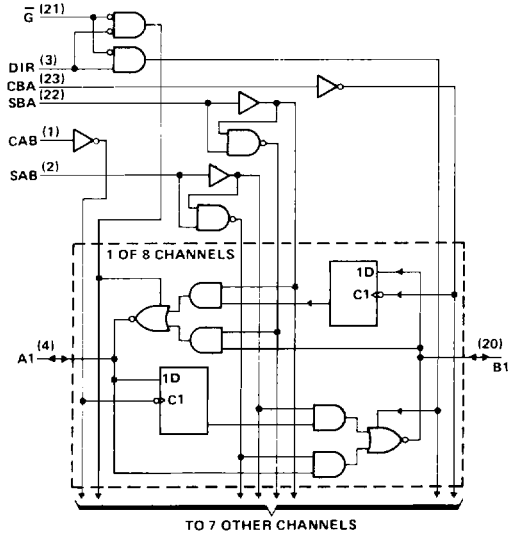 G̅ (21)
DIR (3)
CBA (23)
SBA (22)
CAB (1)
SAB (2)
1 OF 8 CHANNELS
1D
C1
A1 (4)
(20) B1
1D
C1
TO 7 OTHER CHANNELS